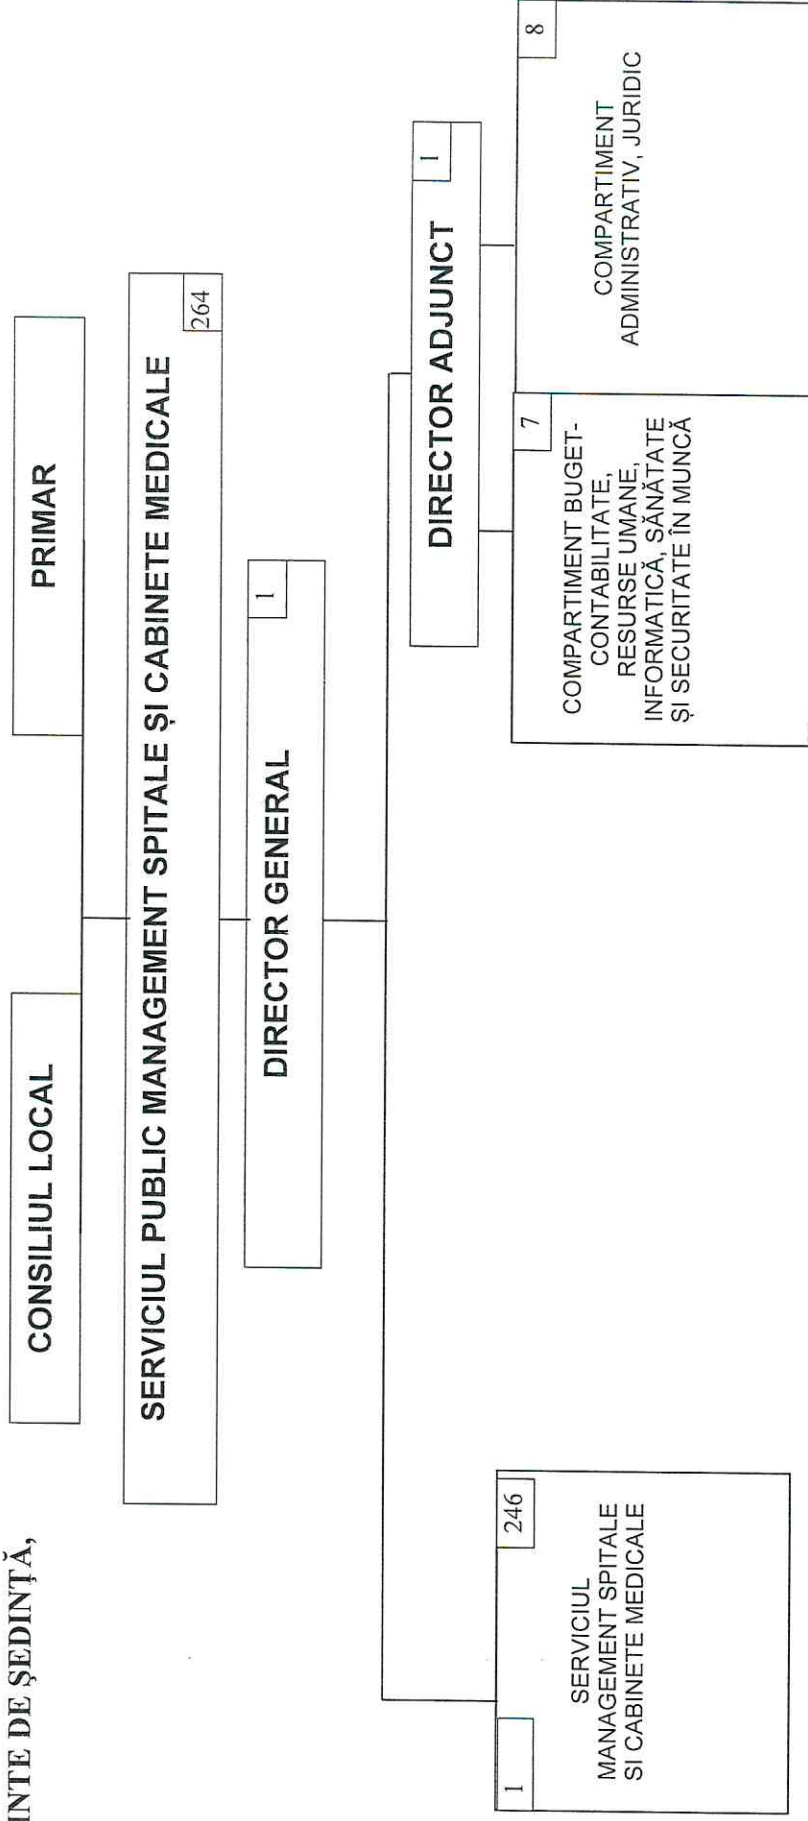 INTE DE ȘEDINȚĂ,
CONSILIUL LOCAL
PRIMAR
SERVICIUL PUBLIC MANAGEMENT SPITALE ȘI CABINETE MEDICALE
264
DIRECTOR GENERAL
1
DIRECTOR ADJUNCT
1
1
246
SERVICIUL
MANAGEMENT SPITALE
SI CABINETE MEDICALE
7
COMPARTIMENT BUGET-
CONTABILITATE,
RESURSE UMANE,
INFORMATICĂ, SĂNĂTATE
ȘI SECURITATE ÎN MUNCĂ
8
COMPARTIMENT
ADMINISTRATIV, JURIDIC